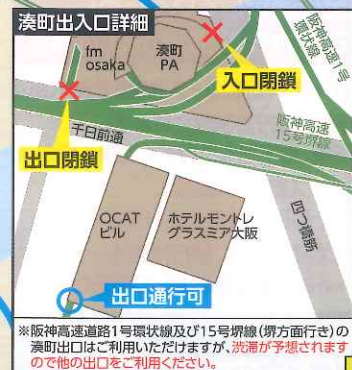 湊町出入口詳細
fm
osaka
湊町
PA
入口閉鎖
阪神高速1号
環状線
出口閉鎖
千日前通
阪神高速
15号堺線
OCAT
ビル
ホテルモントレ
グラスミア大阪
四つ橋筋
出口通行可
※阪神高速道路1号環状線及び15号堺線(堺方面行き)の
湊町出口はご利用いただけますが、渋滞が予想されます
ので他の出口をご利用ください。